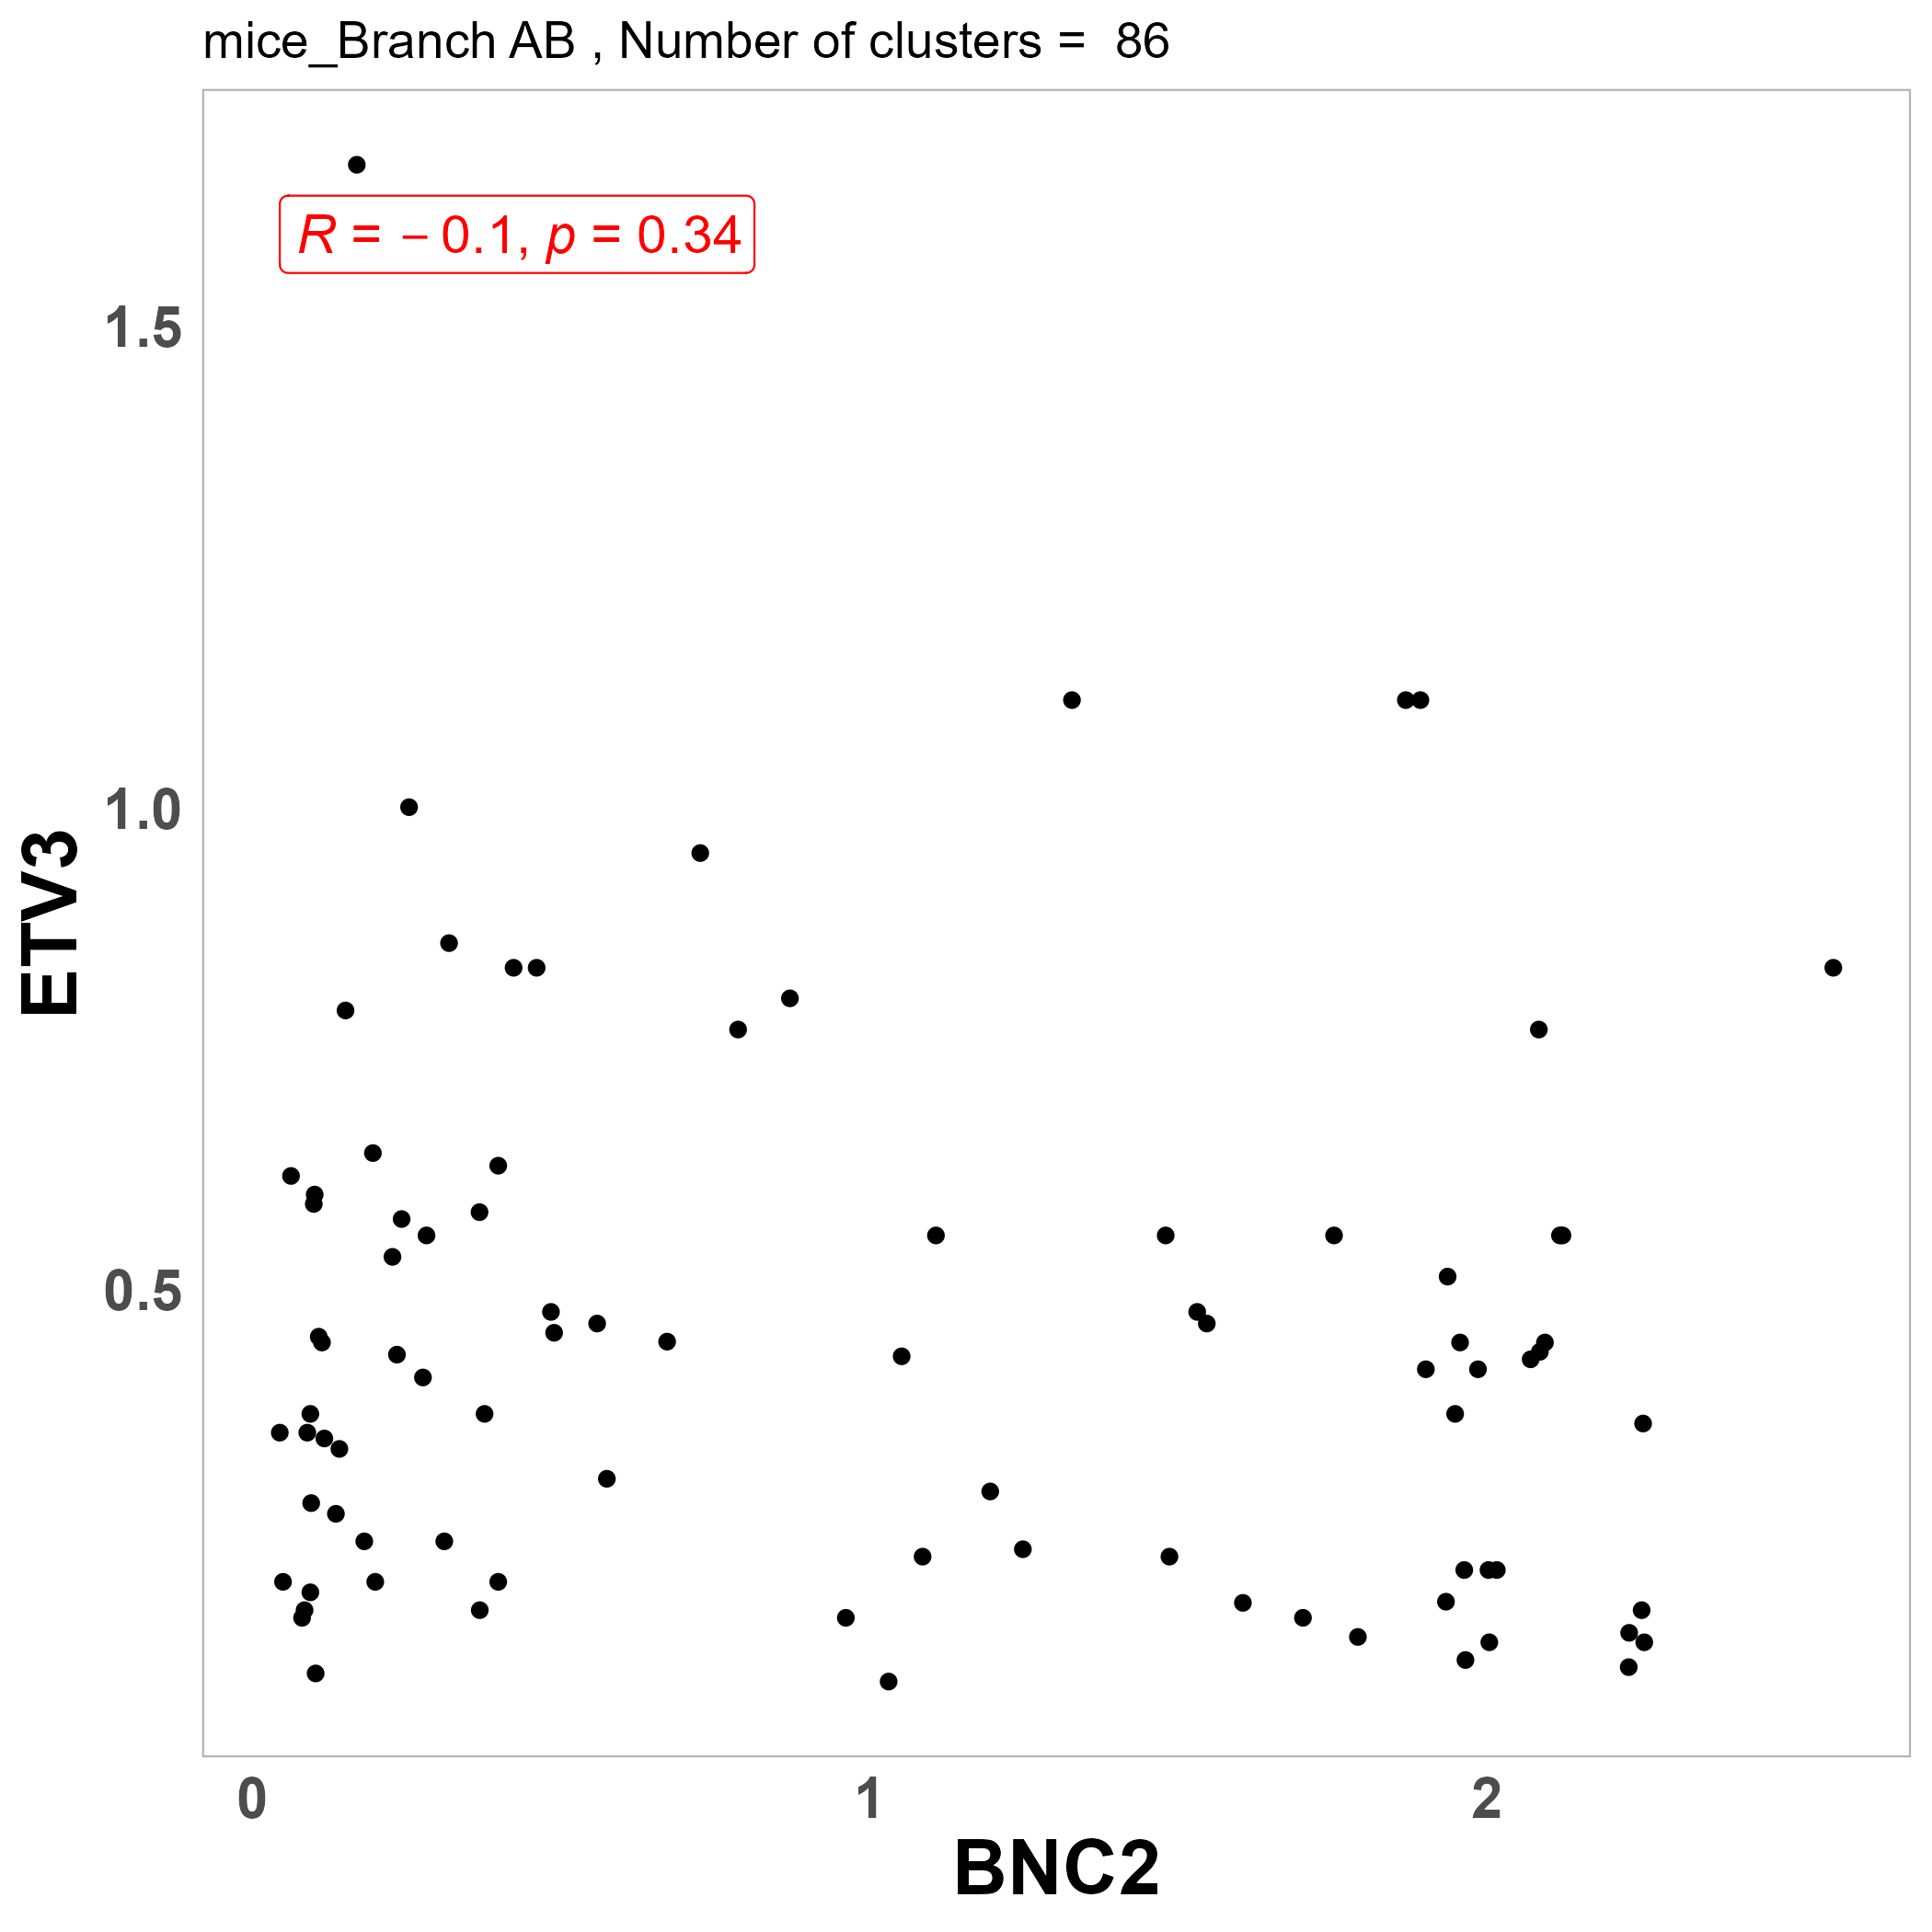 mice_Branch AB , Number of clusters =  86
R = − 0.1, p = 0.34
1.5
1.0
0.5
ETV3
0 1 2
BNC2